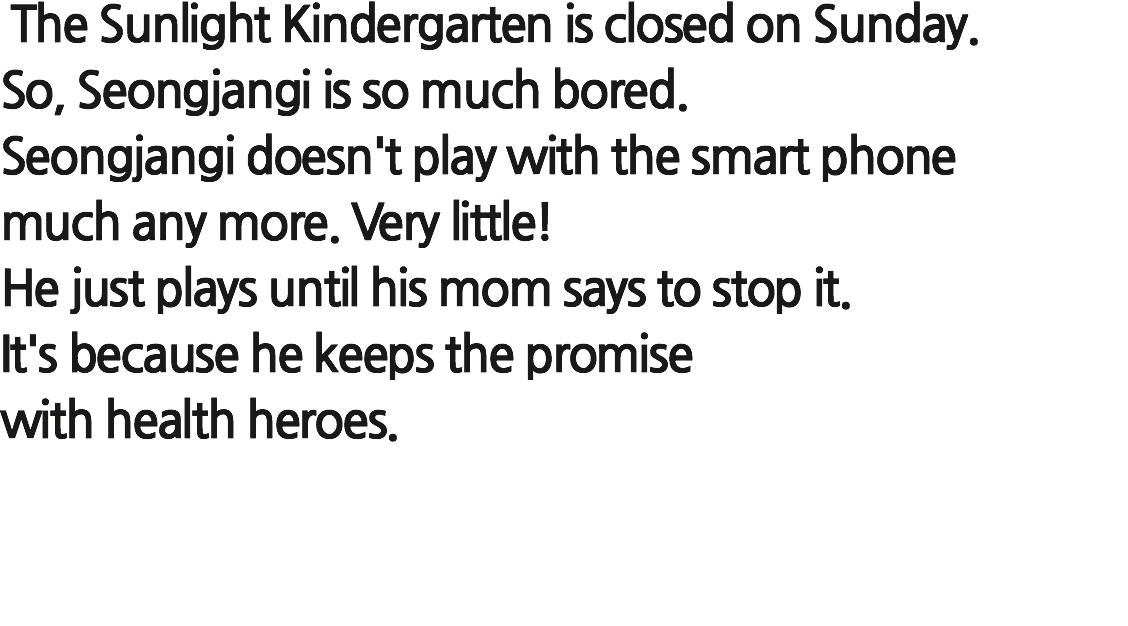 The Sunlight Kindergarten is closed on Sunday.
So, Seongjangi is so much bored.
Seongjangi doesn't play with the smart phone
much any more. Very little!
He just plays until his mom says to stop it.
It's because he keeps the promise
with health heroes.